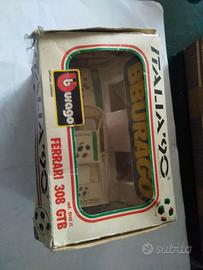 ITALIA '90
BBURAGO
burago
FERRARI 308 GTB
subito